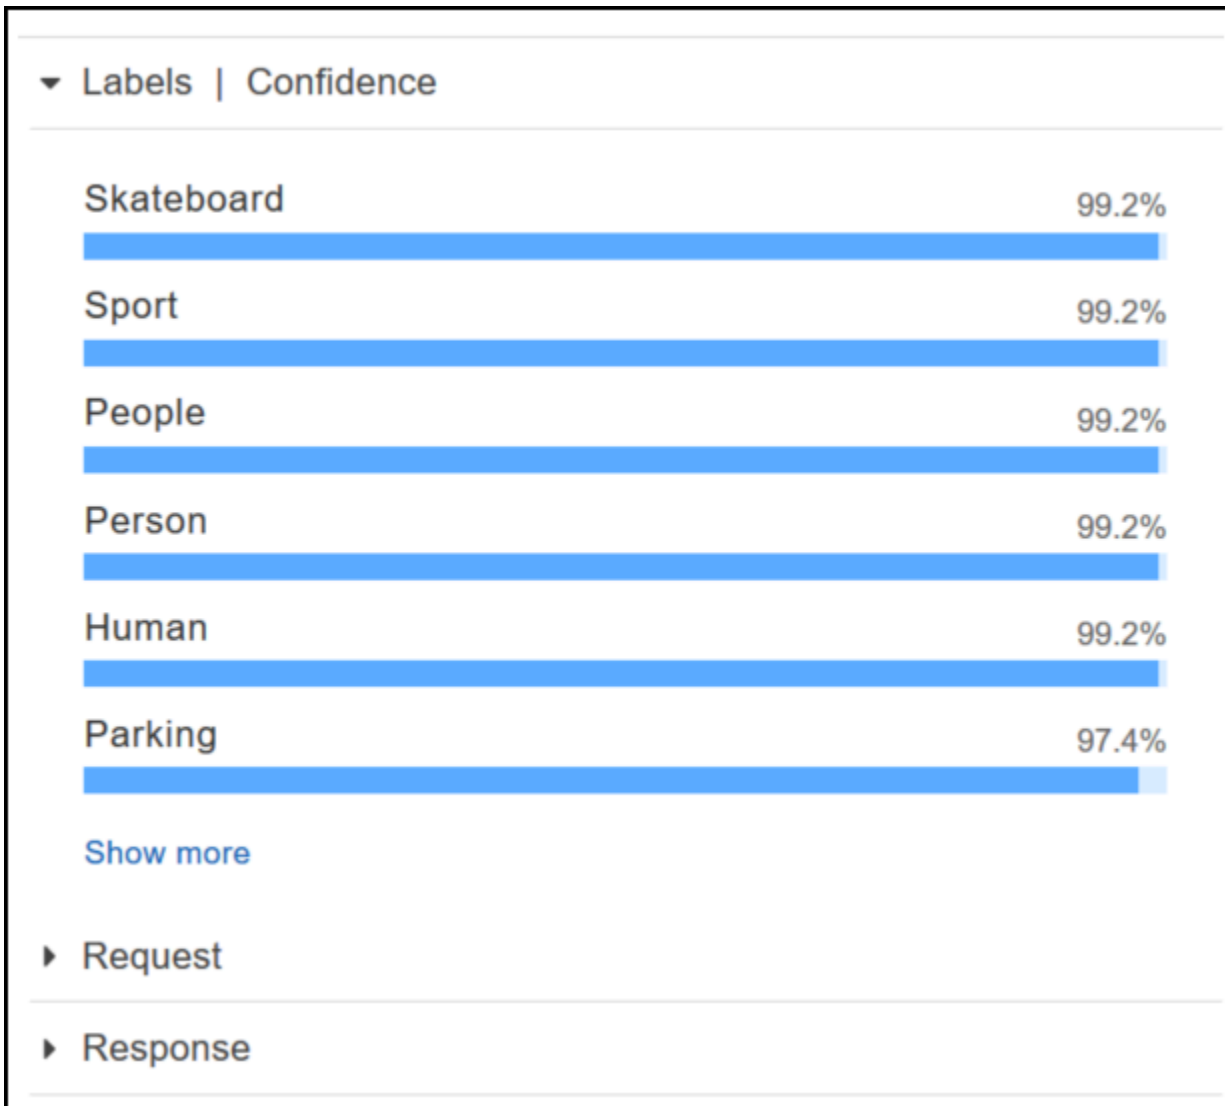 Labels | Confidence
Skateboard 99.2%
Sport 99.2%
People 99.2%
Person 99.2%
Human 99.2%
Parking 97.4%
Show more
Request
Response